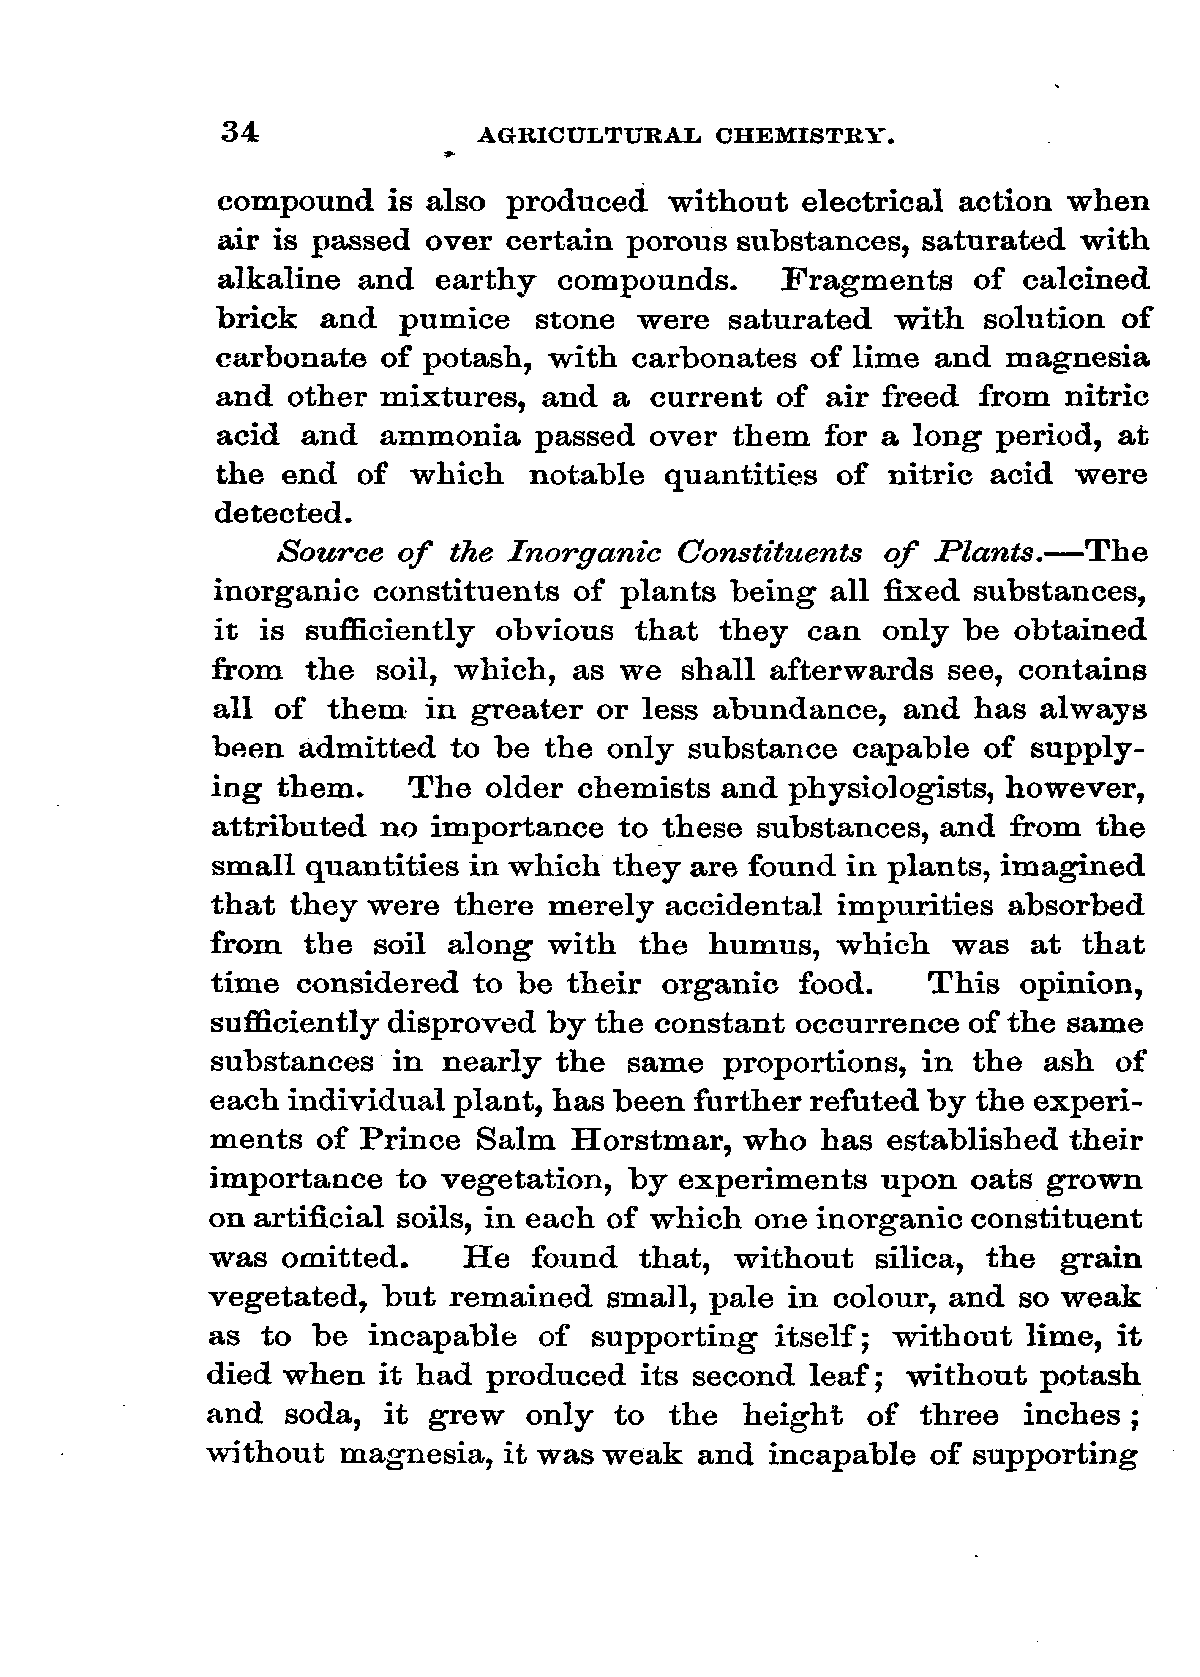 34 AGRICULTURAL CHEMISTRY.
compound is also produced without electrical action when
air is passed over certain porous substances, saturated with
alkaline and earthy compounds. Fragments of calcined
brick and pumice stone were saturated with solution of
carbonate of potash, with carbonates of lime and magnesia
and other mixtures, and a current of air freed from nitric
acid and ammonia passed over them for a long period, at
the end of which notable quantities of nitric acid were
detected.
Source of the Inorganic Constituents of Plants.—The
inorganic constituents of plants being all fixed substances,
it is sufficiently obvious that they can only be obtained
from the soil, which, as we shall afterwards see, contains
all of them in greater or less abundance, and has always
been admitted to be the only substance capable of supply-
ing them. The older chemists and physiologists, however,
attributed no importance to these substances, and from the
small quantities in which they are found in plants, imagined
that they were there merely accidental impurities absorbed
from the soil along with the humus, which was at that
time considered to be their organic food. This opinion,
sufficiently disproved by the constant occurrence of the same
substances in nearly the same proportions, in the ash of
each individual plant, has been further refuted by the experi-
ments of Prince Salm Horstmar, who has established their
importance to vegetation, by experiments upon oats grown
on artificial soils, in each of which one inorganic constituent
was omitted. He found that, without silica, the grain
vegetated, but remained small, pale in colour, and so weak
as to be incapable of supporting itself; without lime, it
died when it had produced its second leaf; without potash
and soda, it grew only to the height of three inches;
without magnesia, it was weak and incapable of supporting